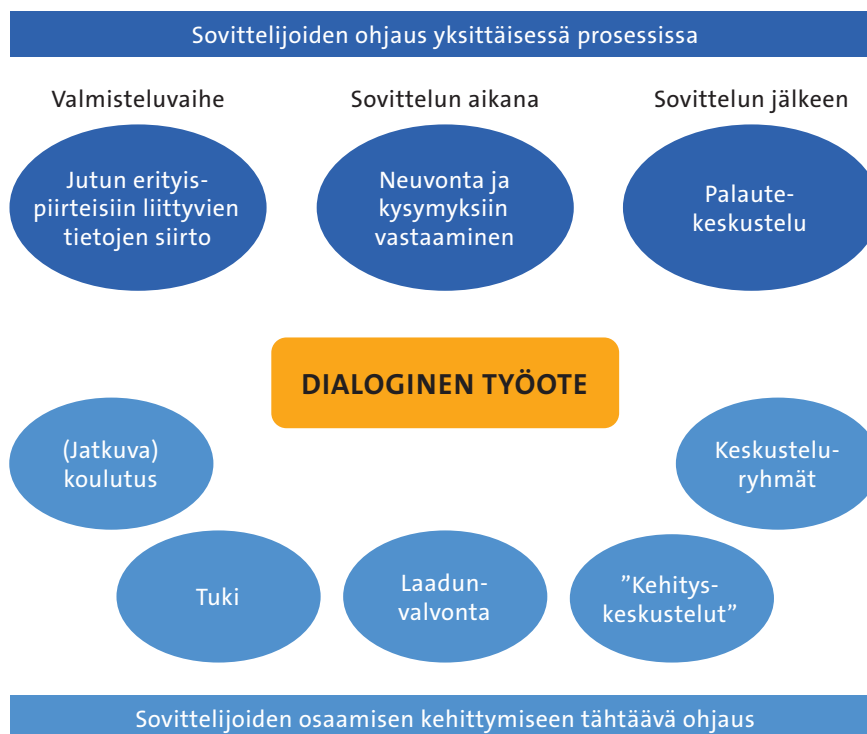 Sovittelijoiden ohjaus yksittäisessä prosessissa
Valmisteluvaihe
Sovittelun aikana
Sovittelun jälkeen
Jutun erityis-
piirteisiin liittyvien
tietojen siirto
Neuvonta ja
kysymyksiin
vastaaminen
Palaute-
keskustelu
DIALOGINEN TYÖOTE
(Jatkuva)
koulutus
Keskustelu-
ryhmät
Tuki
Laadun-
valvonta
”Kehitys-
keskustelut”
Sovittelijoiden osaamisen kehittymiseen tähtäävä ohjaus